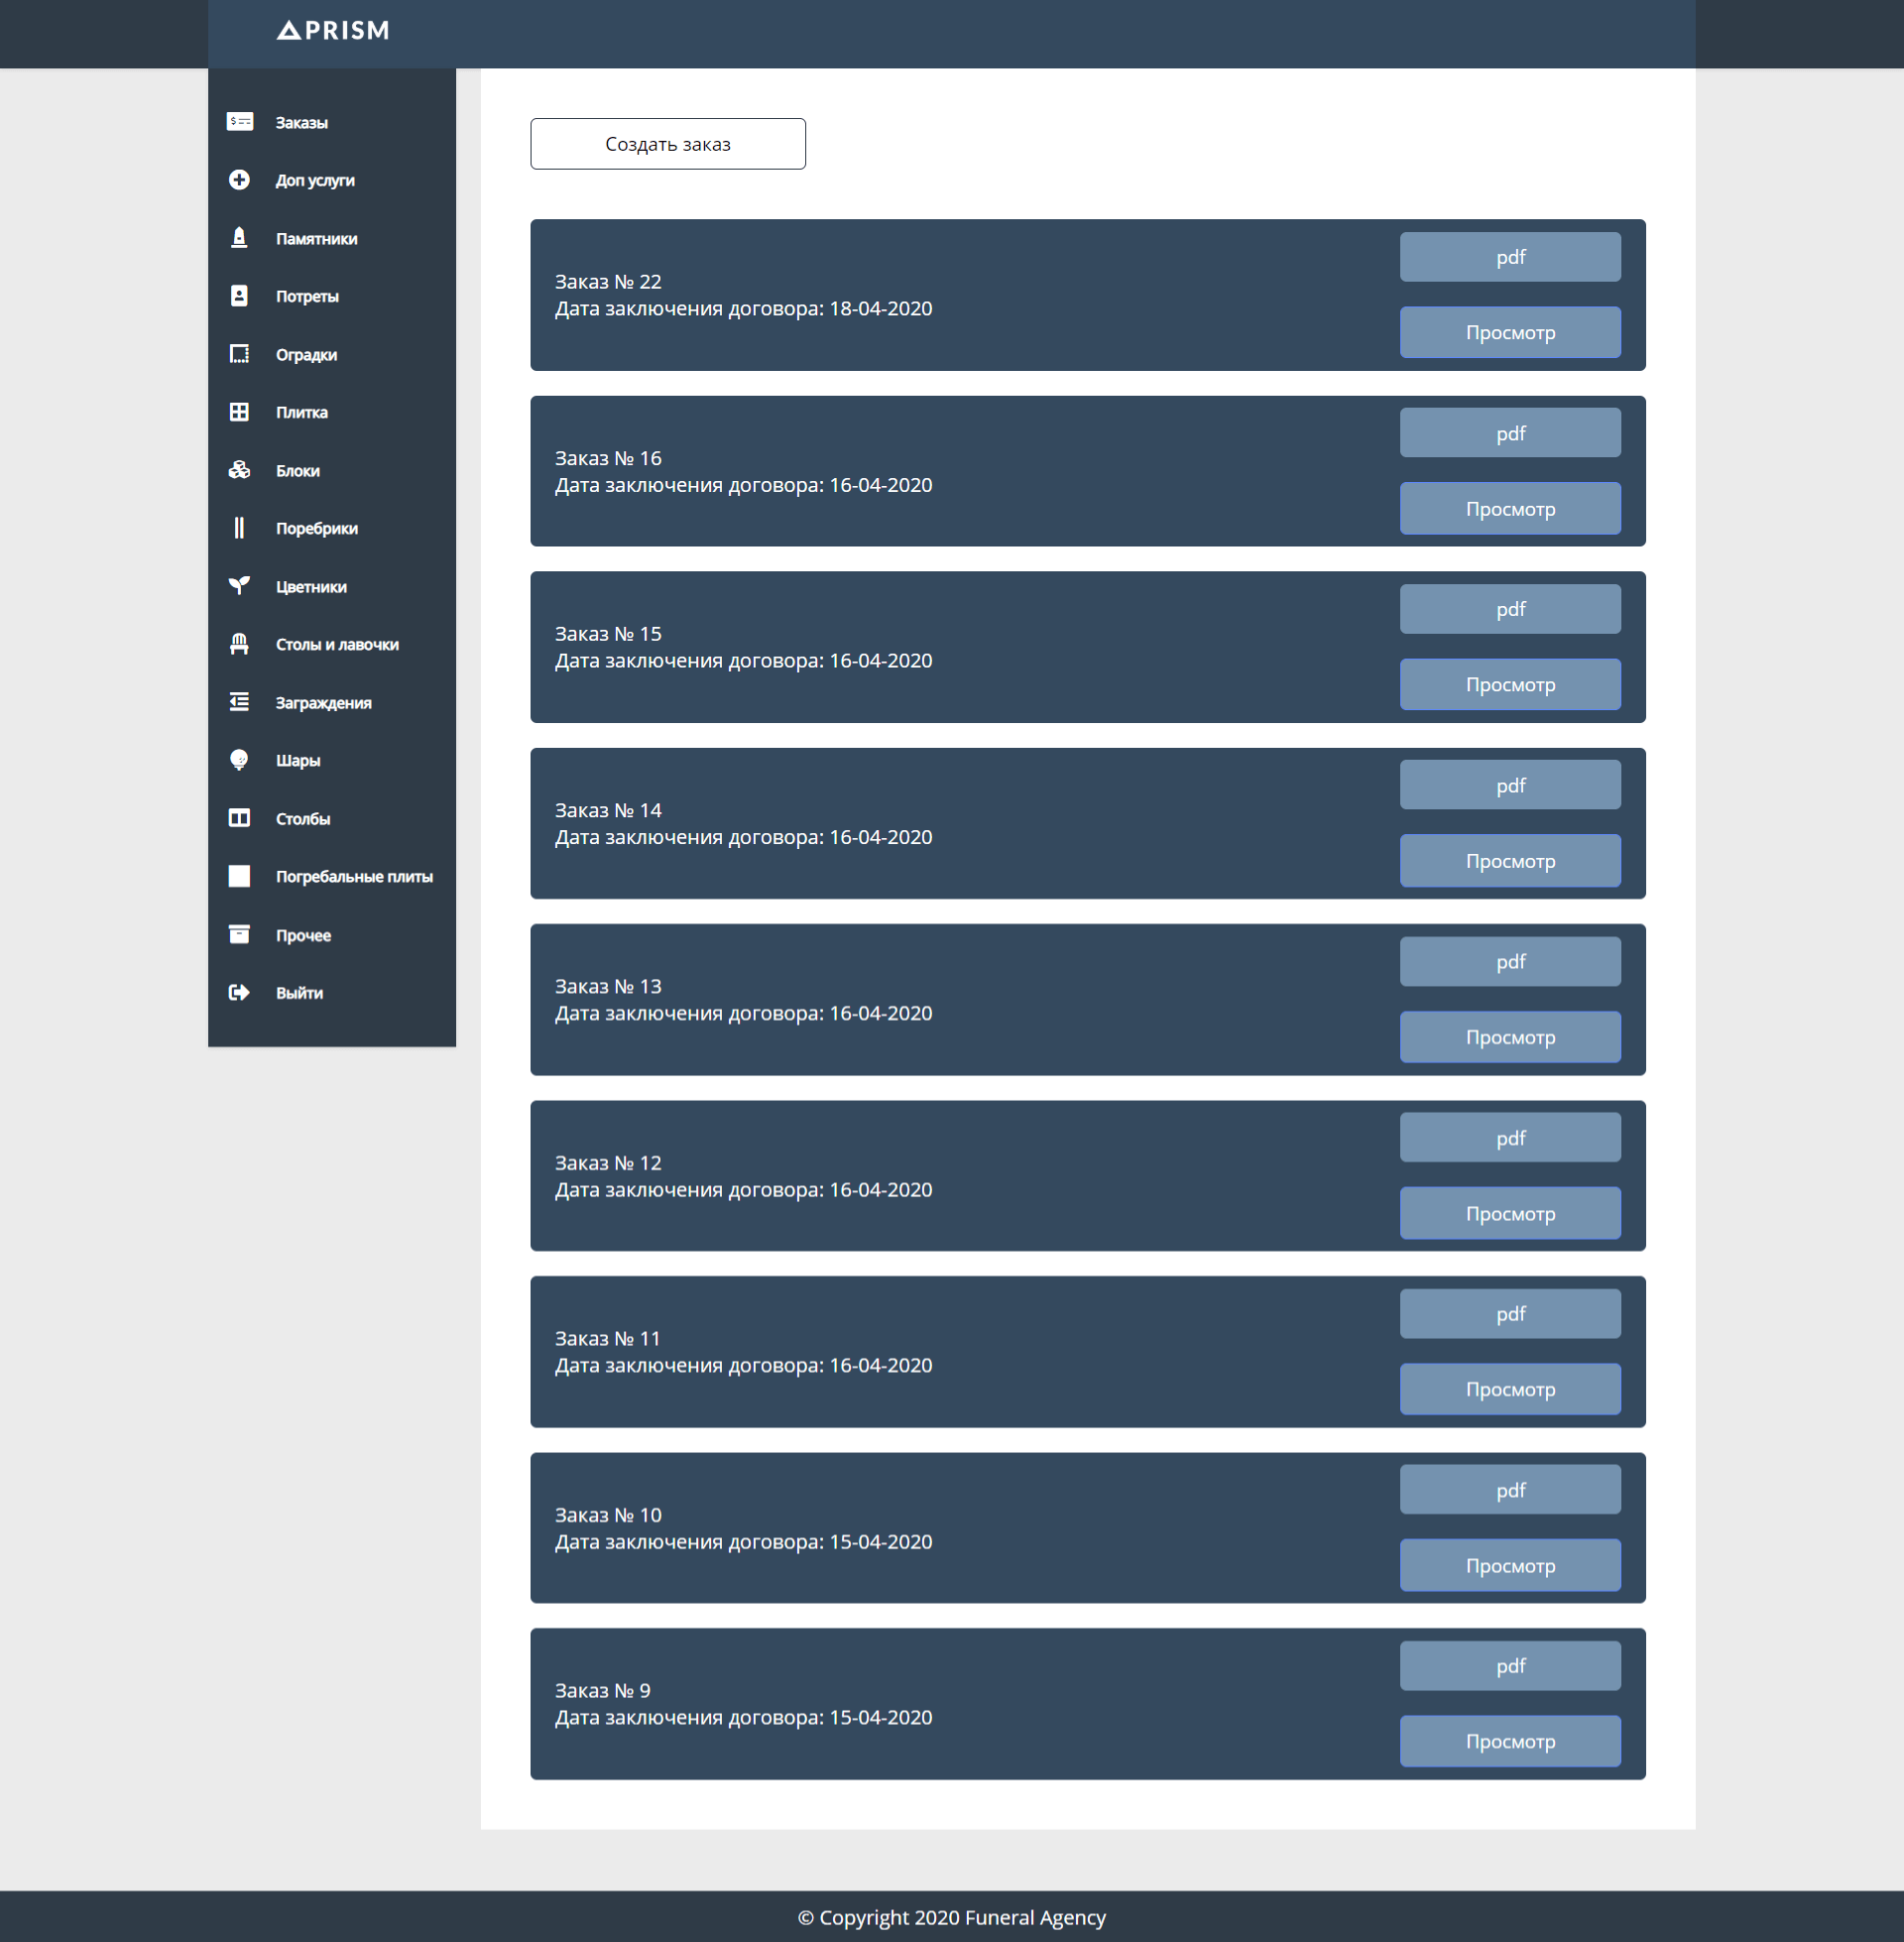 PRISM
Заказы
Доп услуги
Памятники
Потреты
Оградки
Плитка
Блоки
Поребрики
Цветники
Столы и лавочки
Заграждения
Шары
Столбы
Погребальные плиты
Прочее
Выйти
Создать заказ
Заказ № 22
Дата заключения договора: 18-04-2020
pdf
Просмотр
Заказ № 16
Дата заключения договора: 16-04-2020
pdf
Просмотр
Заказ № 15
Дата заключения договора: 16-04-2020
pdf
Просмотр
Заказ № 14
Дата заключения договора: 16-04-2020
pdf
Просмотр
Заказ № 13
Дата заключения договора: 16-04-2020
pdf
Просмотр
Заказ № 12
Дата заключения договора: 16-04-2020
pdf
Просмотр
Заказ № 11
Дата заключения договора: 16-04-2020
pdf
Просмотр
Заказ № 10
Дата заключения договора: 15-04-2020
pdf
Просмотр
Заказ № 9
Дата заключения договора: 15-04-2020
pdf
Просмотр
© Copyright 2020 Funeral Agency